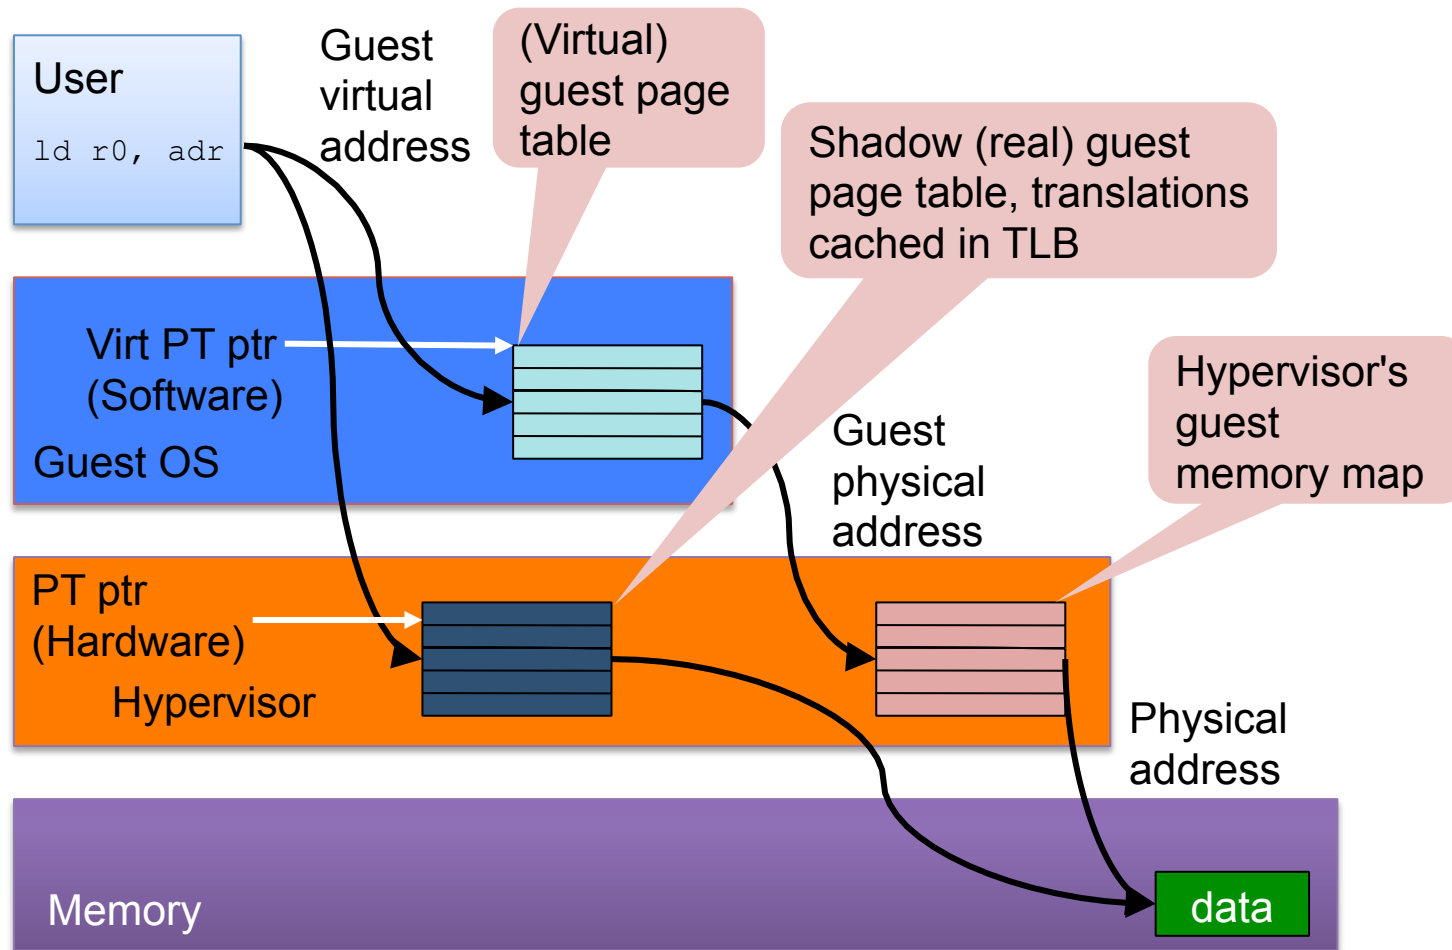 User
ld r0, adr
Guest
virtual
address
(Virtual)
guest page
table
Shadow (real) guest
page table, translations
cached in TLB
Virt PT ptr
(Software)
Guest OS
Guest
physical
address
Hypervisor's
guest
memory map
PT ptr
(Hardware)
Hypervisor
Physical
address
Memory
data